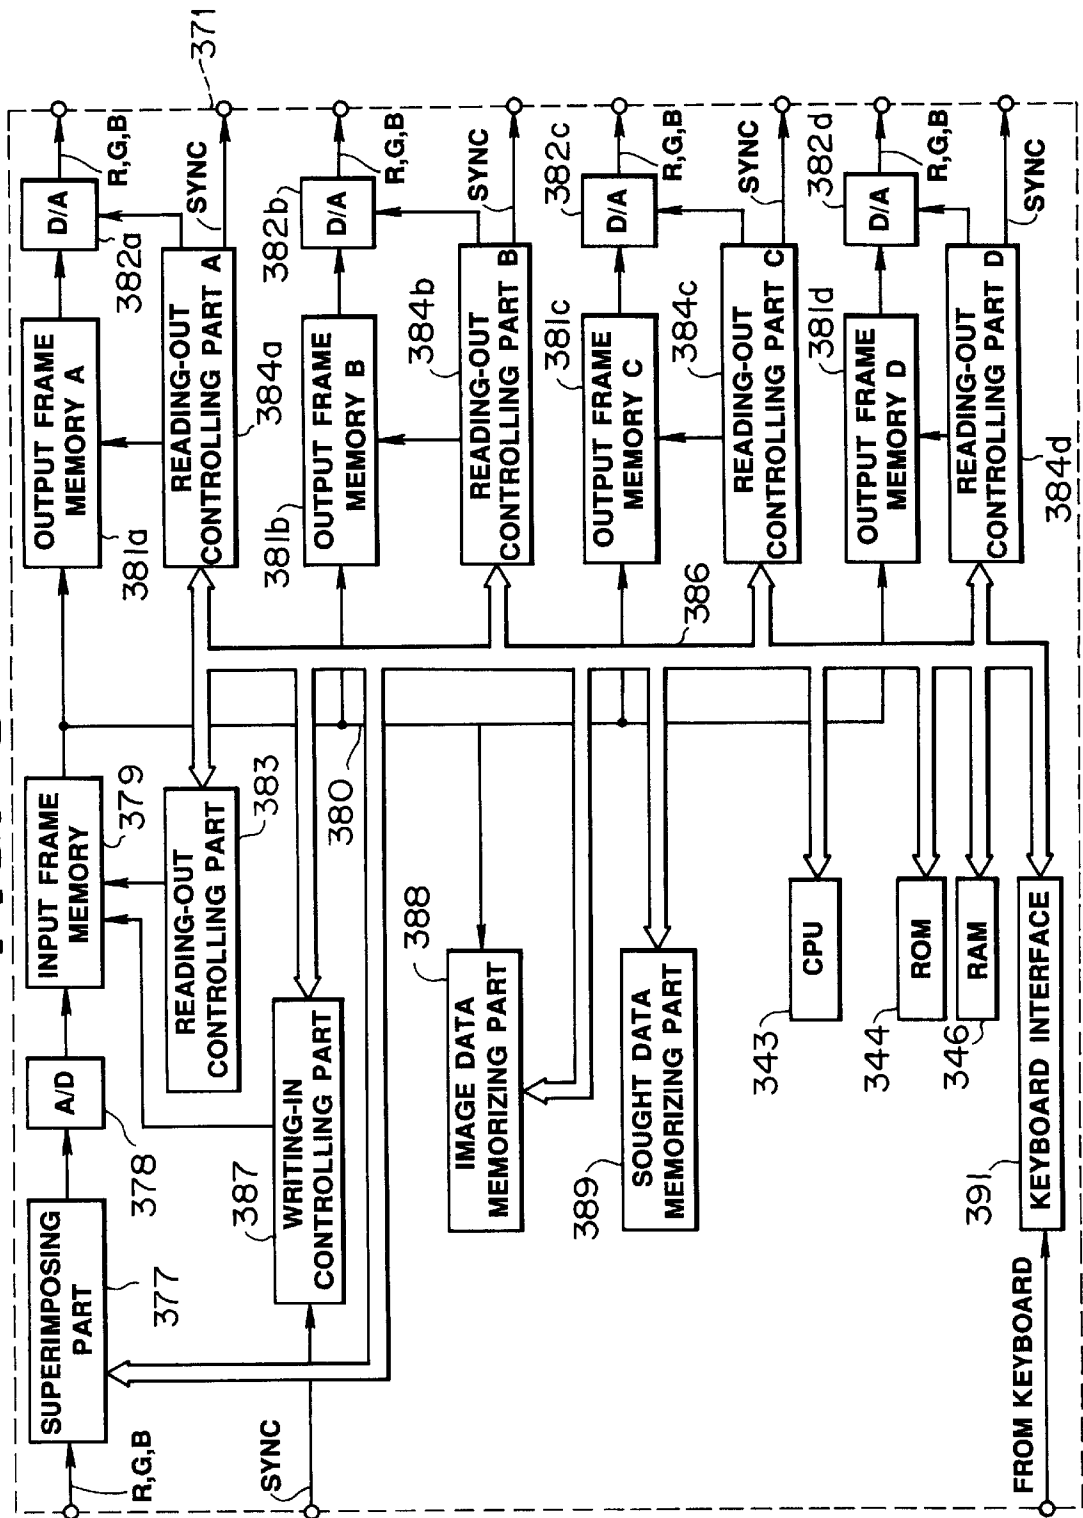 R,G,B
SUPERIMPOSING
PART
377
A/D
378
INPUT FRAME
MEMORY
379
READING-OUT
CONTROLLING PART
383
SYNC
WRITING-IN
CONTROLLING PART
387
380
IMAGE DATA
MEMORIZING PART
388
SOUGHT DATA
MEMORIZING PART
389
CPU
343
ROM
344
RAM
346
FROM KEYBOARD
KEYBOARD INTERFACE
391
386
OUTPUT FRAME
MEMORY A
381a
D/A
382a
R,G,B
READING-OUT
CONTROLLING PART A
384a
SYNC
371
OUTPUT FRAME
MEMORY B
381b
D/A
382b
R,G,B
READING-OUT
CONTROLLING PART B
384b
SYNC
OUTPUT FRAME
MEMORY C
381c
D/A
382c
R,G,B
READING-OUT
CONTROLLING PART C
384c
SYNC
OUTPUT FRAME
MEMORY D
381d
D/A
382d
R,G,B
READING-OUT
CONTROLLING PART D
384d
SYNC